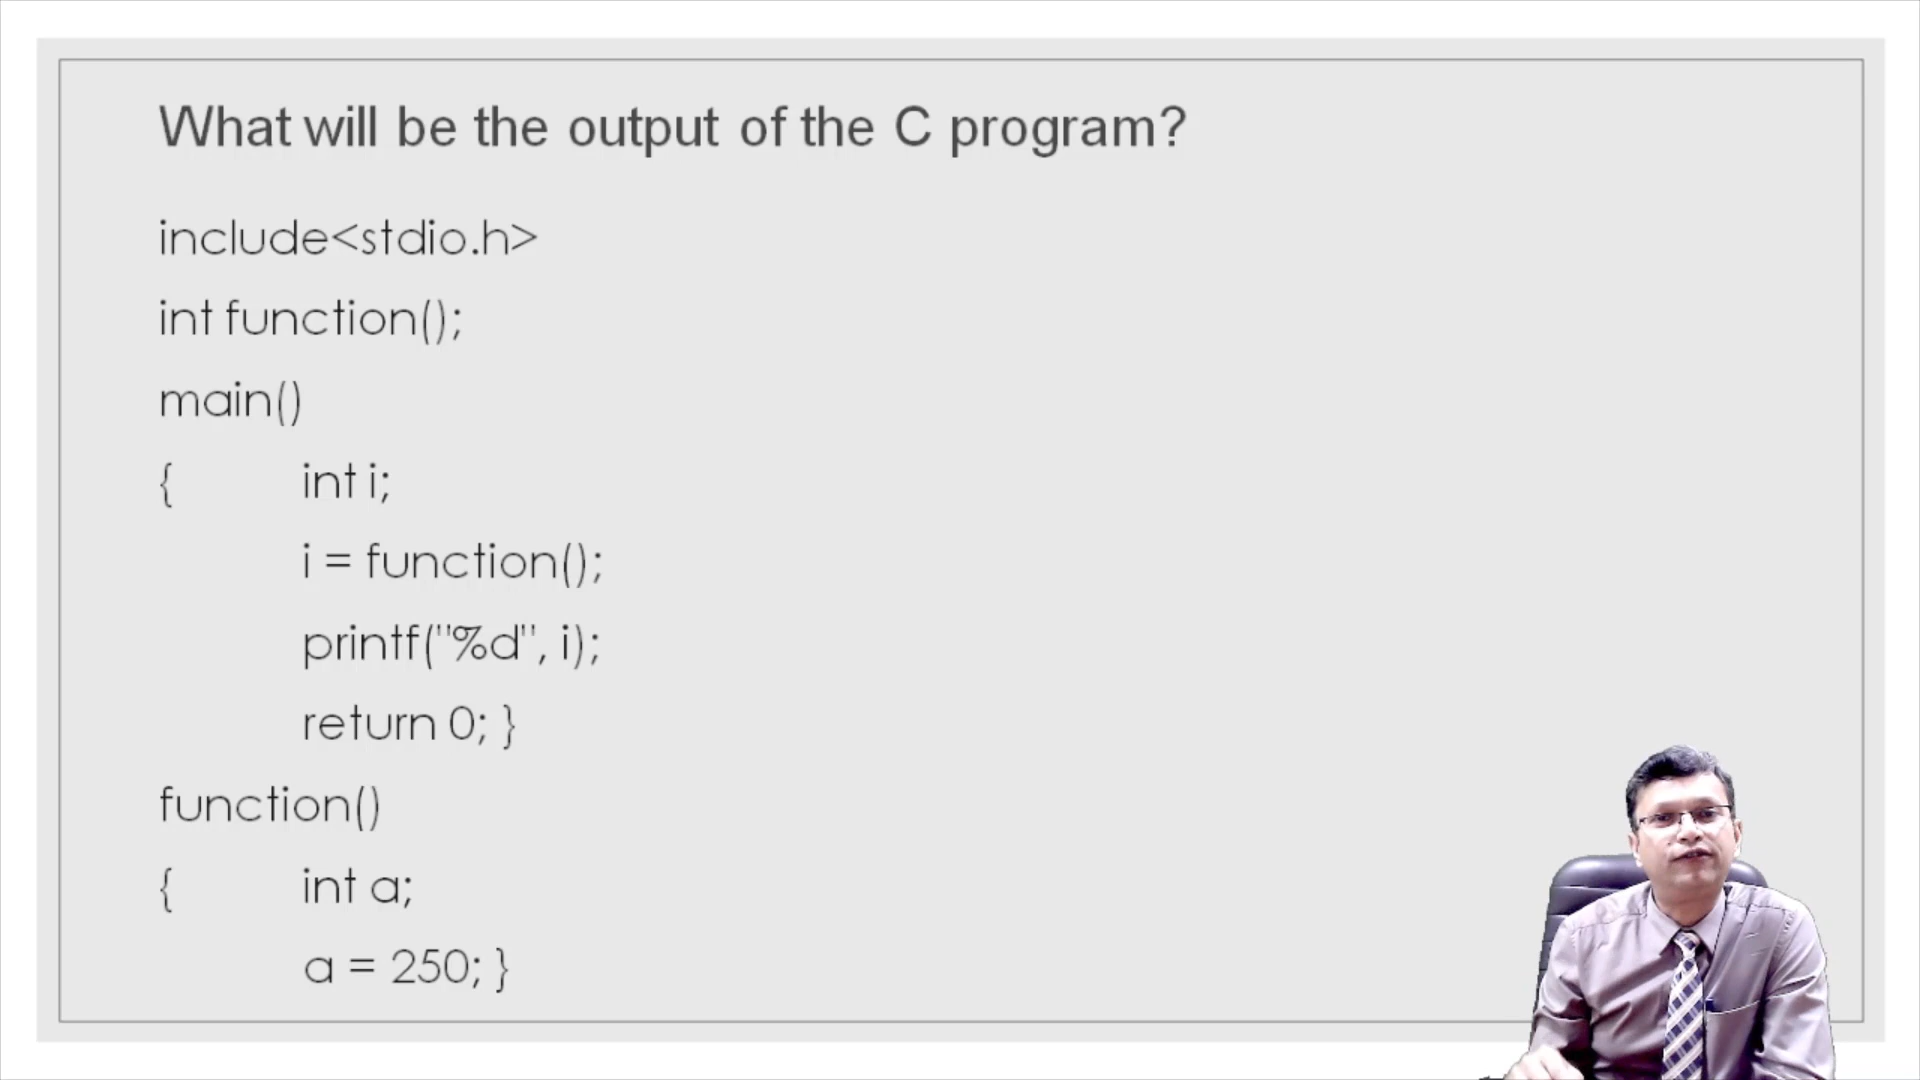 What will be the output of the C program?
include<stdio.h>
int function();
main()
{ int i;
i = function();
printf("%d", i);
return 0; }
function()
{ int a;
a = 250; }